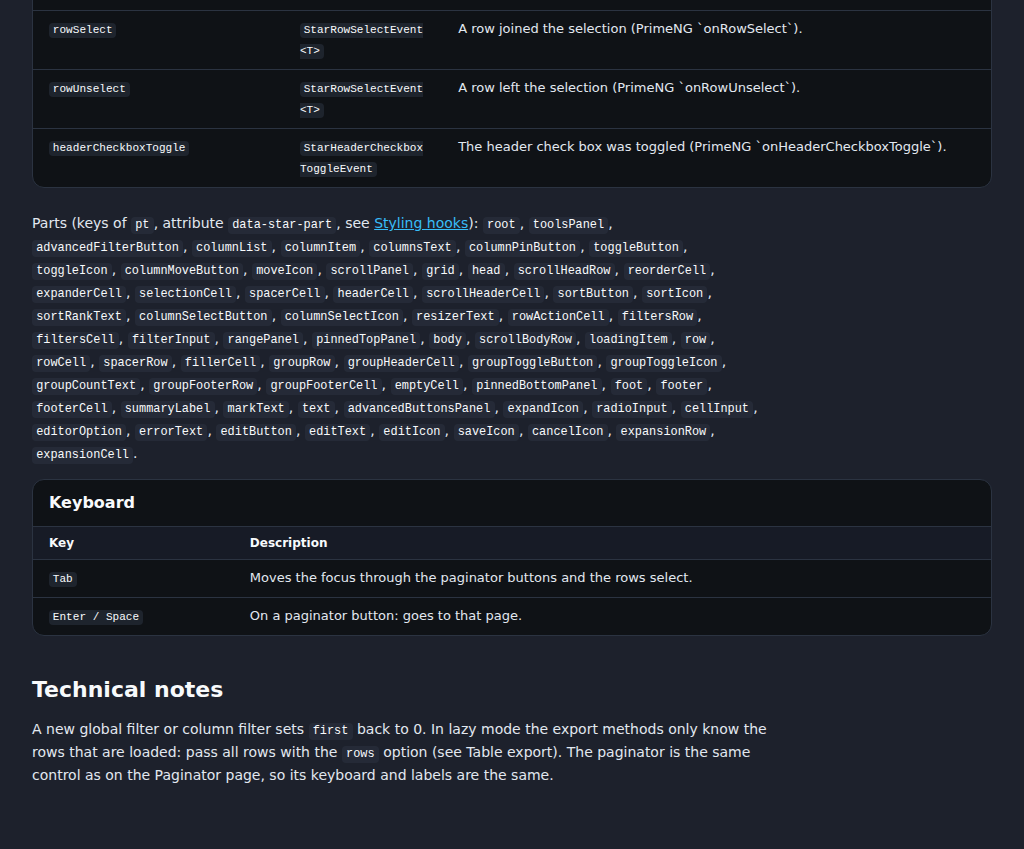 rowSelect StarRowSelectEvent A row joined the selection (PrimeNG `onRowSelect`).
<T>
rowUnselect StarRowSelectEvent A row left the selection (PrimeNG `onRowUnselect`).
<T>
headerCheckboxToggle StarHeaderCheckbox The header check box was toggled (PrimeNG `onHeaderCheckboxToggle`).
ToggleEvent
Parts (keys of pt, attribute data-star-part, see Styling hooks): root, toolsPanel,
advancedFilterButton, columnList, columnItem, columnsText, columnPinButton, toggleButton,
toggleIcon, columnMoveButton, moveIcon, scrollPanel, grid, head, scrollHeadRow, reorderCell,
expanderCell, selectionCell, spacerCell, headerCell, scrollHeaderCell, sortButton, sortIcon,
sortRankText, columnSelectButton, columnSelectIcon, resizerText, rowActionCell, filtersRow,
filtersCell, filterInput, rangePanel, pinnedTopPanel, body, scrollBodyRow, loadingItem, row,
rowCell, spacerRow, fillerCell, groupRow, groupHeaderCell, groupToggleButton, groupToggleIcon,
groupCountText, groupFooterRow, groupFooterCell, emptyCell, pinnedBottomPanel, foot, footer,
footerCell, summaryLabel, markText, text, advancedButtonsPanel, expandIcon, radioInput, cellInput,
editorOption, errorText, editButton, editText, editIcon, saveIcon, cancelIcon, expansionRow,
expansionCell.
Keyboard
Key Description
Tab Moves the focus through the paginator buttons and the rows select.
Enter / Space On a paginator button: goes to that page.
Technical notes
A new global filter or column filter sets first back to 0. In lazy mode the export methods only know the
rows that are loaded: pass all rows with the rows option (see Table export). The paginator is the same
control as on the Paginator page, so its keyboard and labels are the same.